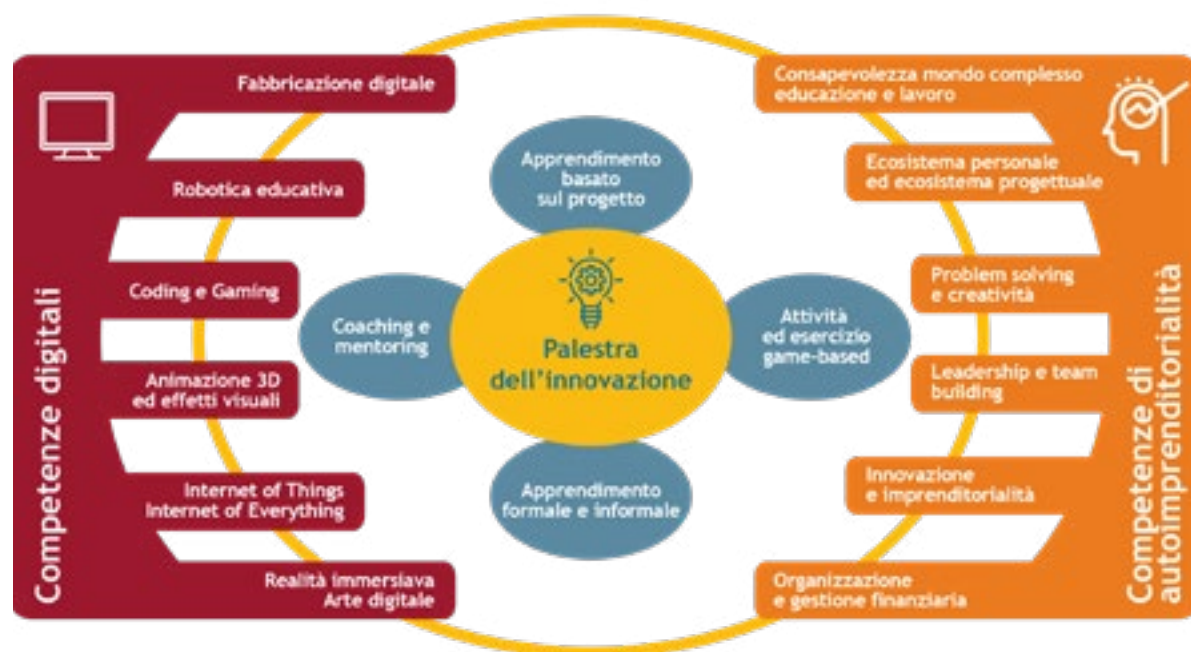 Competenze digitali
Fabbricazione digitale
Robotica educativa
Coding e Gaming
Animazione 3D
ed effetti visuali
Internet of Things
Internet of Everything
Realità immersiava
Arte digitale
Apprendimento
basato
sul progetto
Coaching e
mentoring
Palestra
dell'innovazione
Attività
ed esercizio
game-based
Apprendimento
formale e informale
Consapevolezza mondo complesso
educazione e lavoro
Ecosistema personale
ed ecosistema progettuale
Problem solving
e creatività
Leadership e team
building
Innovazione
e imprenditorialità
Organizzazione
e gestione finanziaria
Competenze di
autoimprenditorialità